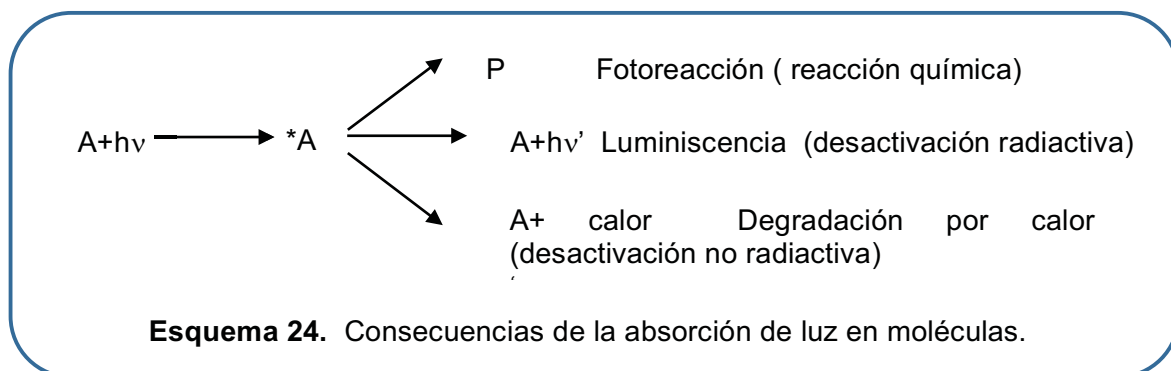 P Fotoreacción ( reacción química)
A+hν *A A+hν’ Luminiscencia (desactivación radiactiva)
A+ calor Degradación por calor
(desactivación no radiactiva)
‘
Esquema 24. Consecuencias de la absorción de luz en moléculas.